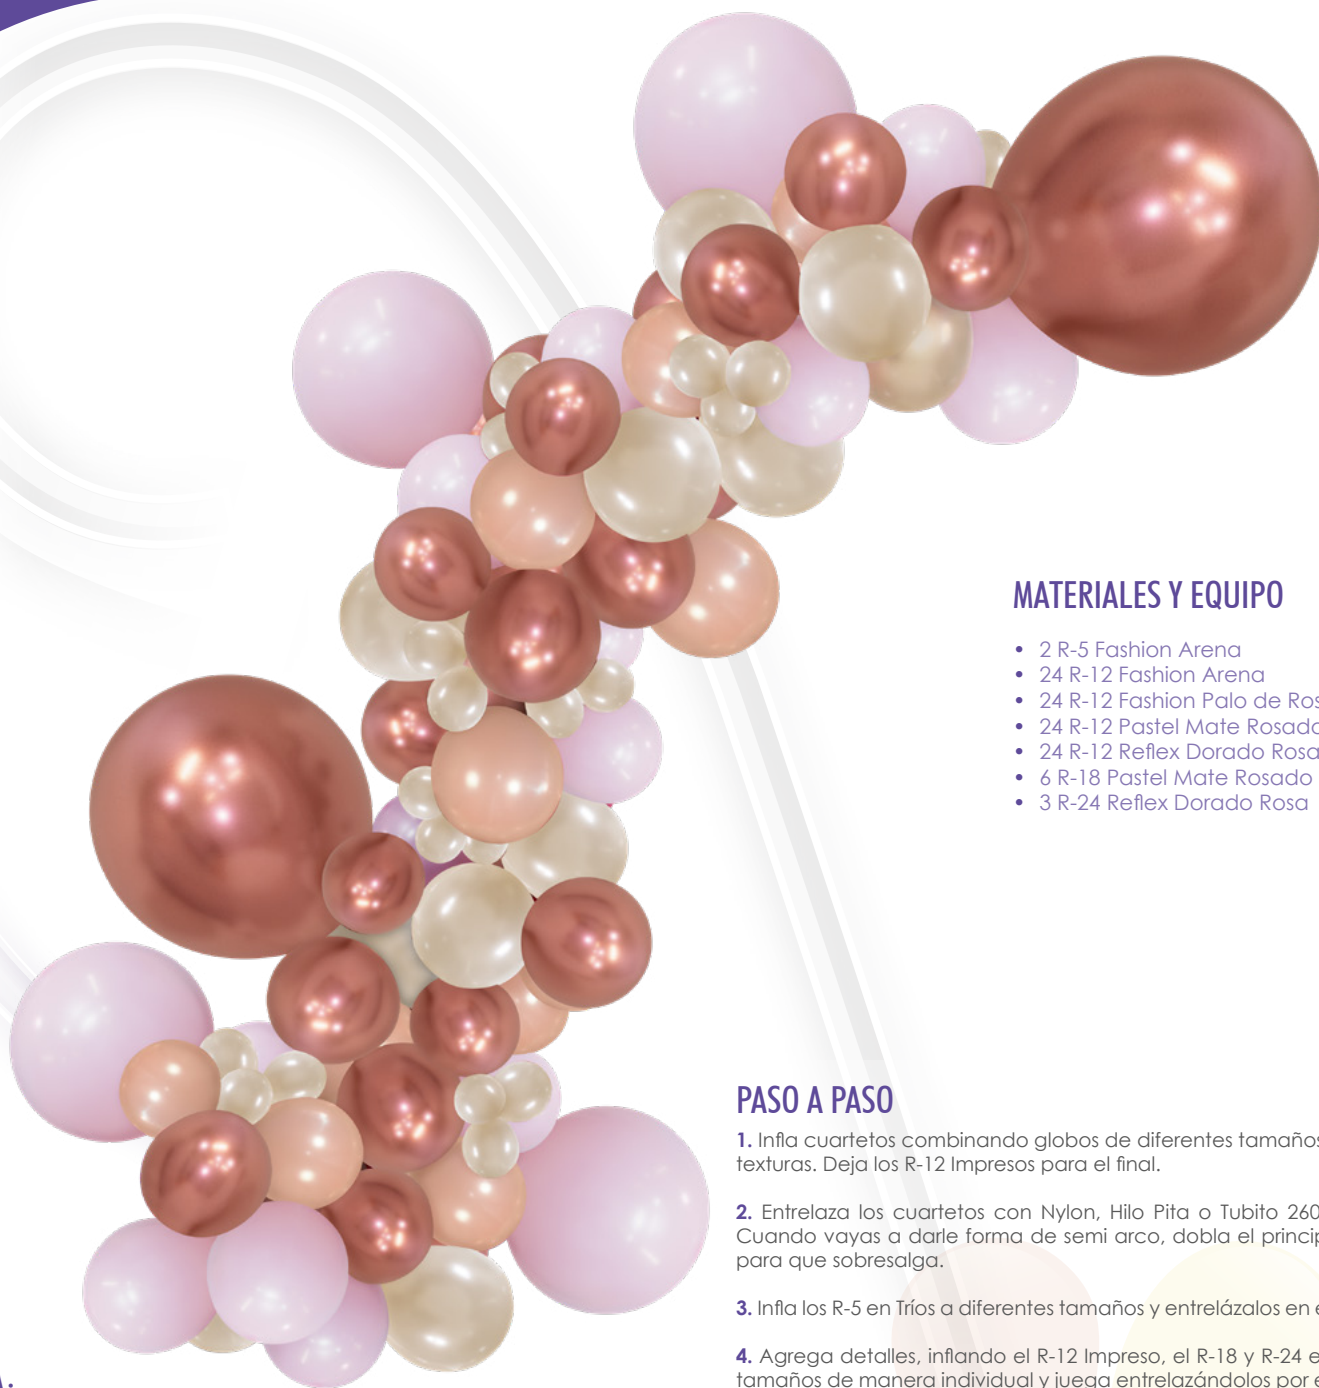 MATERIALES Y EQUIPO
• 2 R-5 Fashion Arena
• 24 R-12 Fashion Arena
• 24 R-12 Fashion Palo de Ros
• 24 R-12 Pastel Mate Rosado
• 24 R-12 Reflex Dorado Rosa
• 6 R-18 Pastel Mate Rosado
• 3 R-24 Reflex Dorado Rosa
PASO A PASO
1. Infla cuartetos combinando globos de diferentes tamaños
texturas. Deja los R-12 Impresos para el final.
2. Entrelaza los cuartetos con Nylon, Hilo Pita o Tubito 260
Cuando vayas a darle forma de semi arco, dobla el princip
para que sobresalga.
3. Infla los R-5 en Tríos a diferentes tamaños y entrelázalos en e
4. Agrega detalles, inflando el R-12 Impreso, el R-18 y R-24 e
tamaños de manera individual y juega entrelazándolos por e